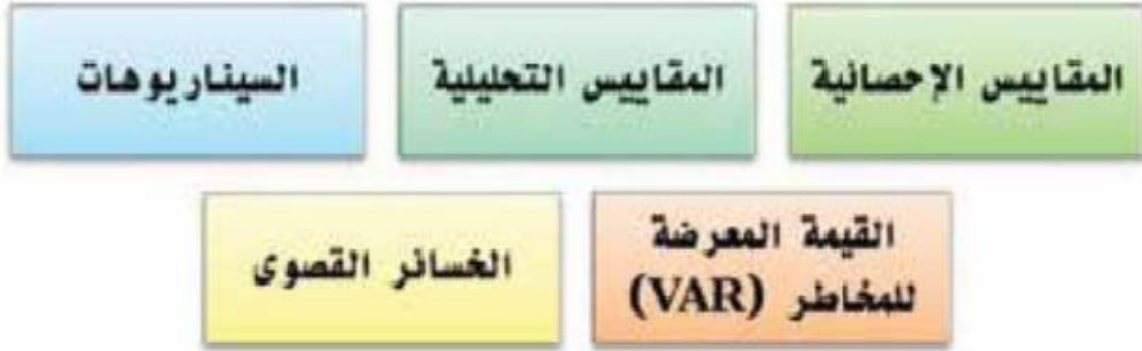 المقاييس الإحصائية
المقاييس التحليلية
السيناريوهات
القيمة المعرضة
للمخاطر (VAR)
الخسائر القصوى